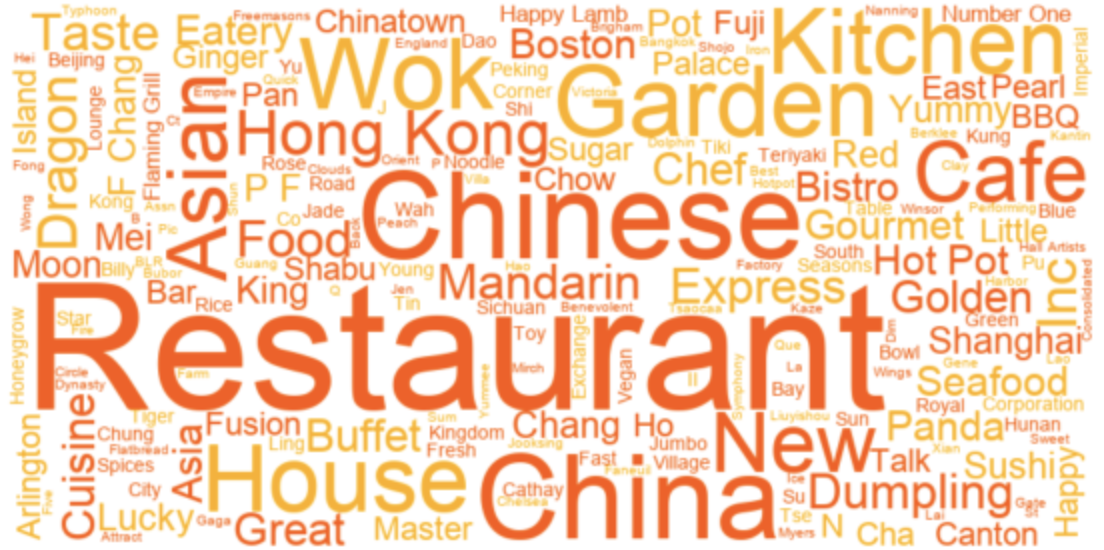 Typhoon Freemasons Chinatown Happy Lamb Brigham Pot Fuji Kitchen Nanning Number One
Taste Eatery England Dao Boston Bangkok Shojo Iron Imperial
Hei Beijing Ginger Yu Wok Peking Palace East Pearl
Island Chang Lounge Flaming Grill Quick Empire Pan J Corner Victoria Garden Yummy BBQ
Dragon Ct Asian Hong Kong Shi Sugar Dolphin Tiki Berklee Kung Kantin
Fong Rose Clouds Orient P Noodle Chef Teriyaki Red Cafe
Kong F Shun P F Road Villa Chow Best Hotpot Bistro Clay
Wong Assn B Co Jade Wah Chinese Table Winsor Performing Blue
Mei Pic Food Back Peach Gourmet Little
Moon Billy BLR Bubor Guang Shabu Young Hao Mandarin Factory South Seasons Hot Pot Hall Artists Pu
Bar Rice King Q Jen Tin Sichuan Benevolent Express Tsaocaa Kaze Golden Harbor Inc Consolidated
Honeygrow Star Fire Restaurant Toy Exchange Dim Green Shanghai
Circle Dynasty Farm Mirch Yummee Vegan II Symphony Que La Bay Bowl Wings Gene Lao Seafood
Arlington Cuisine Tiger Fusion Buffet Sum Chang Ho Liuyishou Sun Royal Corporation
Chung Flatbread Asia Ling Kingdom Jooksing Jumbo New Panda Hunan Sweet
Spices House Fresh China Fast Faneuil Village Talk Xian Sushi Happy
City Cathay Chelsea Ice Su Dumpling Gate St
Five Lucky Gaga Great Master Tse N Lai
Attract Myers Cha Canton